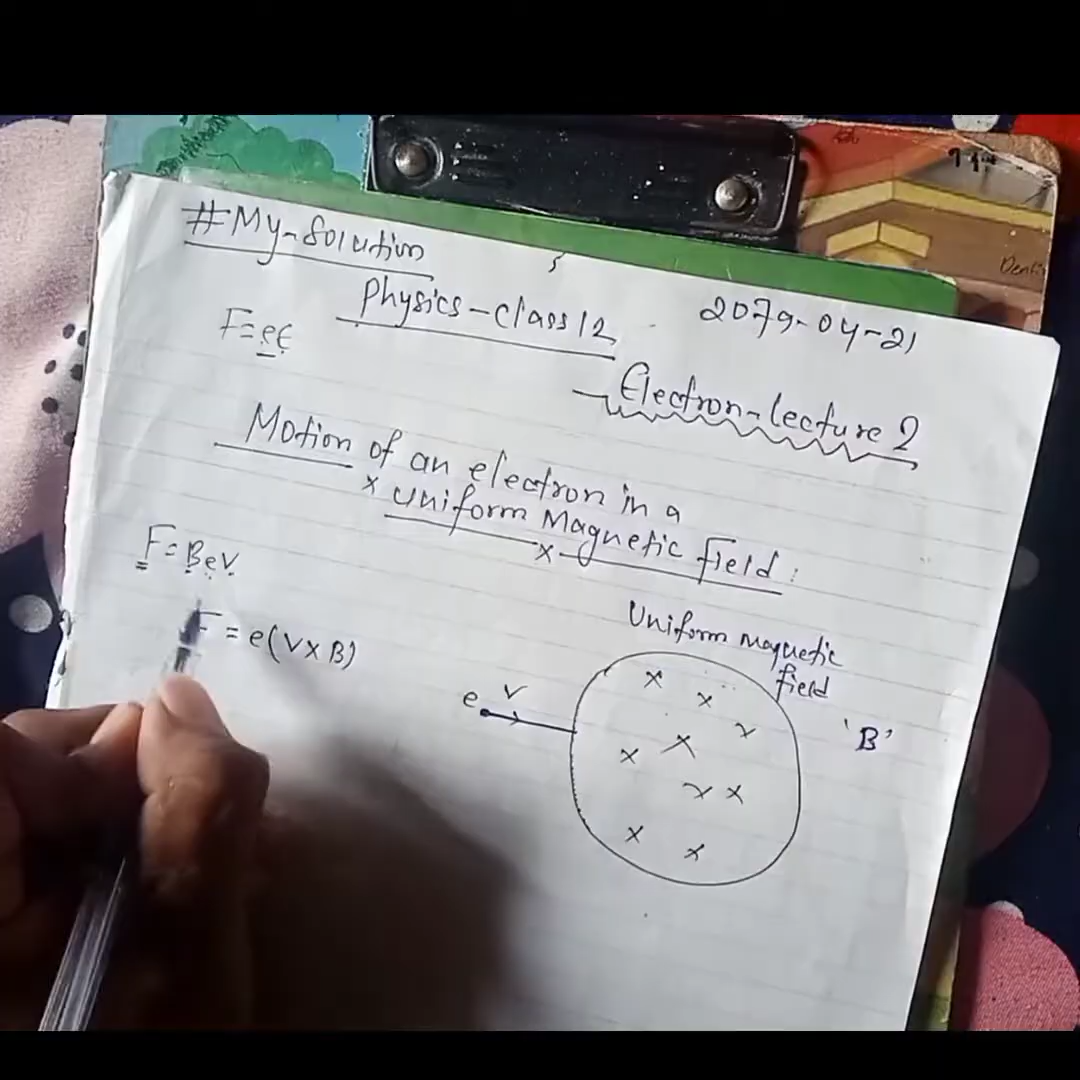 #My-Solution
Physics-class 12
2079-04-21
F=eE
Electron-lecture 2
Motion of an electron in a
x Uniform Magnetic Field:
x
F=BeV
F=e(VxB)
Uniform Magnetic
field
'B'
e V
x x
x
x x
x x
x x